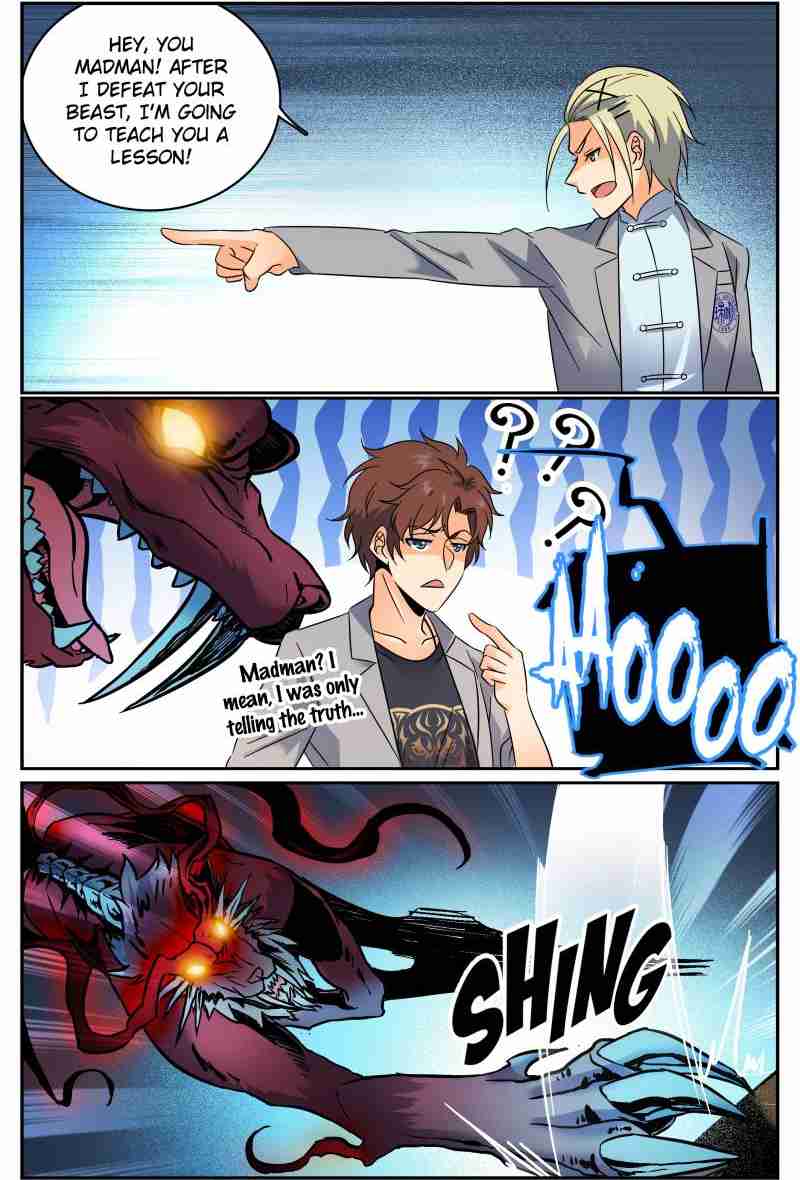 HEY, YOU
MADMAN! AFTER
I DEFEAT YOUR
BEAST, I'M GOING
TO TEACH YOU A
LESSON!
? ? ?
Madman? I
mean, I was only
telling the truth...
AAOOOO
SHING